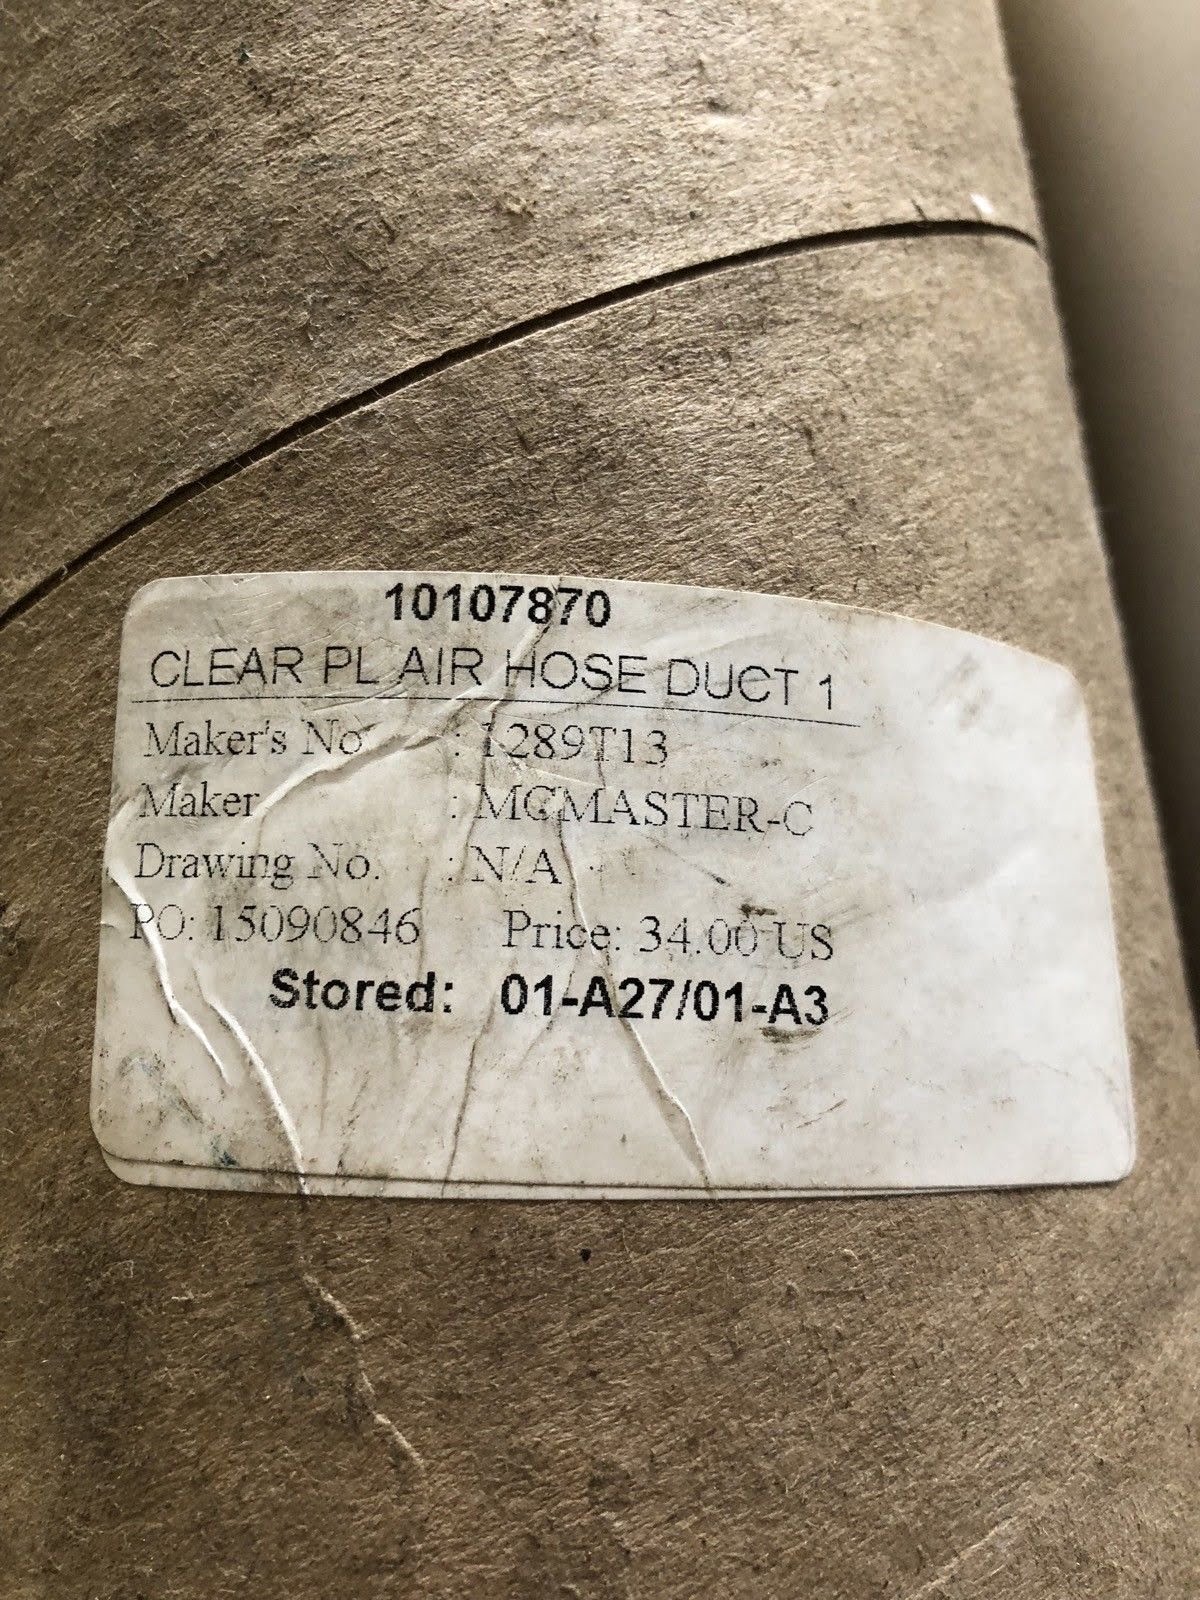 10107870
CLEAR PL AIR HOSE DUCT 1
Maker's No : 1289T13
Maker : MCMASTER-C
Drawing No. : N/A
PO: 15090846 Price: 34.00 US
Stored: 01-A27/01-A3